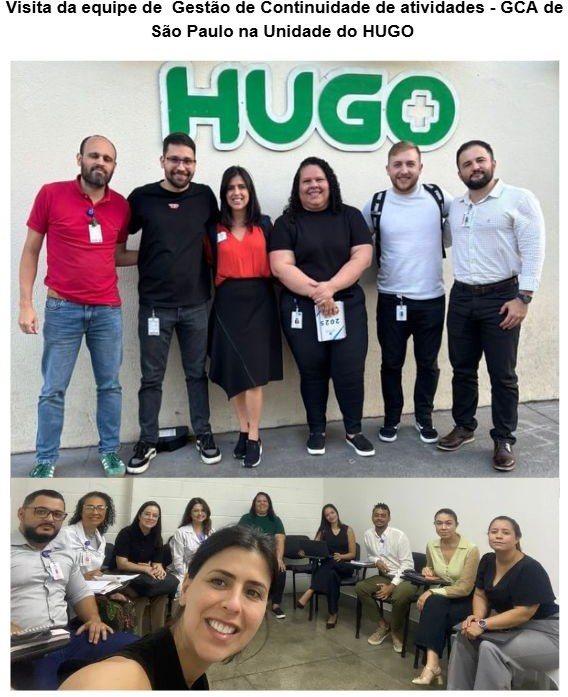 Visita da equipe de  Gestão de Continuidade de atividades - GCA de
São Paulo na Unidade do HUGO
HUGO
2025